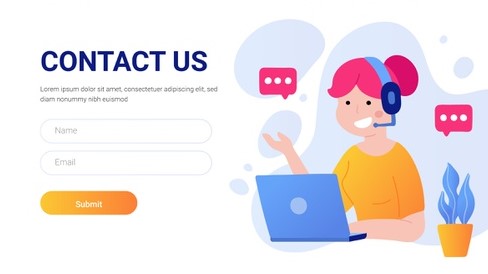 CONTACT US
Lorem ipsum dolor sit amet, consectetuer adipiscing elit, sed
diam nonummy nibh euismod
Name
Email
Submit